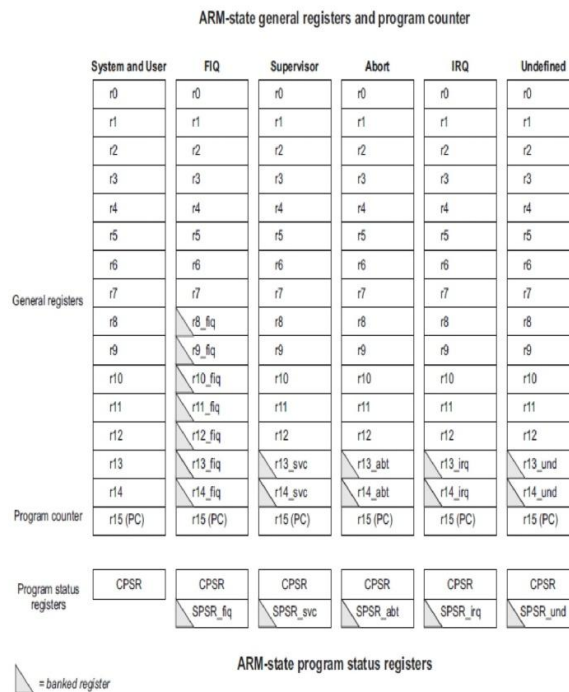 ARM-state general registers and program counter
System and User FIQ Supervisor Abort IRQ Undefined
r0 r0 r0 r0 r0 r0
r1 r1 r1 r1 r1 r1
r2 r2 r2 r2 r2 r2
r3 r3 r3 r3 r3 r3
r4 r4 r4 r4 r4 r4
r5 r5 r5 r5 r5 r5
r6 r6 r6 r6 r6 r6
General registers r7 r7 r7 r7 r7 r7
r8 r8_fiq r8 r8 r8 r8
r9 r9_fiq r9 r9 r9 r9
r10 r10_fiq r10 r10 r10 r10
r11 r11_fiq r11 r11 r11 r11
r12 r12_fiq r12 r12 r12 r12
r13 r13_fiq r13_svc r13_abt r13_irq r13_und
r14 r14_fiq r14_svc r14_abt r14_irq r14_und
Program counter r15 (PC) r15 (PC) r15 (PC) r15 (PC) r15 (PC) r15 (PC)
Program status registers CPSR CPSR CPSR CPSR CPSR CPSR
SPSR_fiq SPSR_svc SPSR_abt SPSR_irq SPSR_und
ARM-state program status registers
= banked register